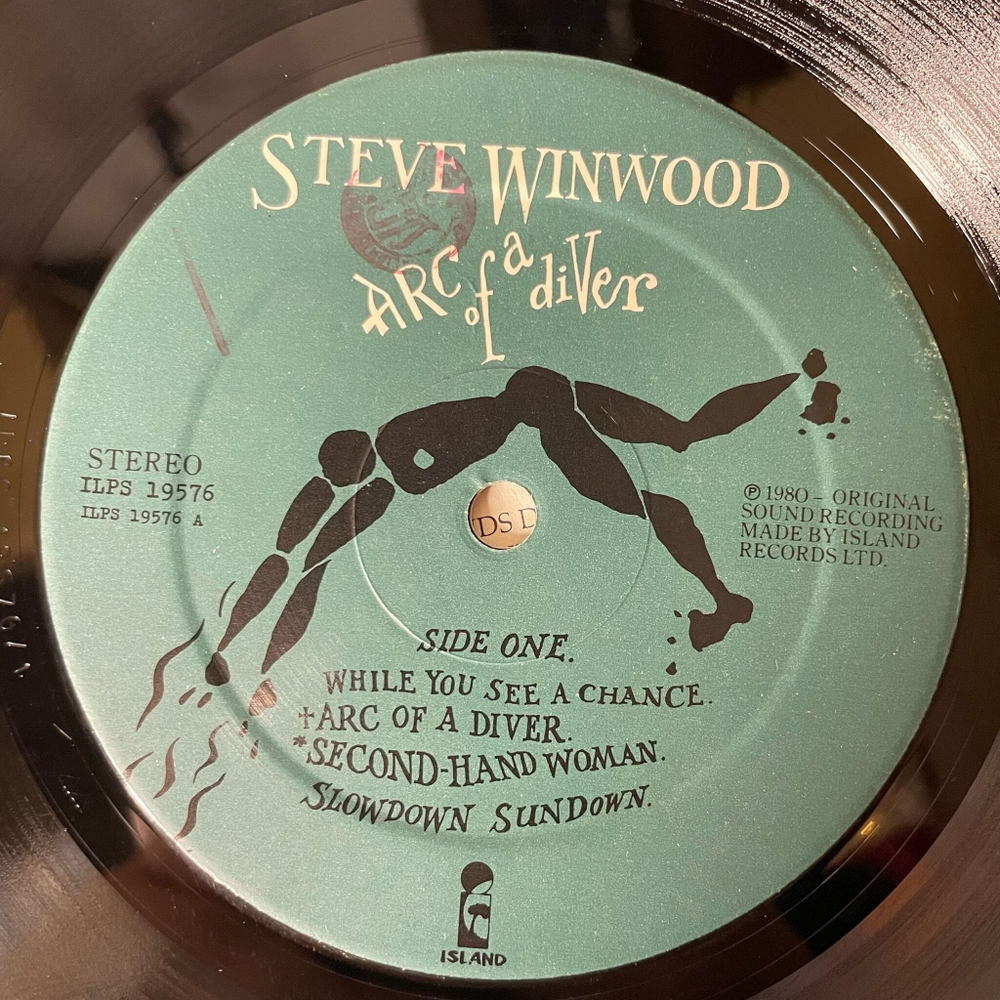 STEVE WINWOOD
ARC of a diVer
STEREO
ILPS 19576
ILPS 19576 A
℗ 1980 – ORIGINAL
SOUND RECORDING
MADE BY ISLAND
RECORDS LTD.
DS D
SIDE ONE.
WHILE YOU SEE A CHANCE.
†ARC OF A DIVER.
*SECOND-HAND WOMAN.
SLOWDOWN SUNDOWN.
ISLAND